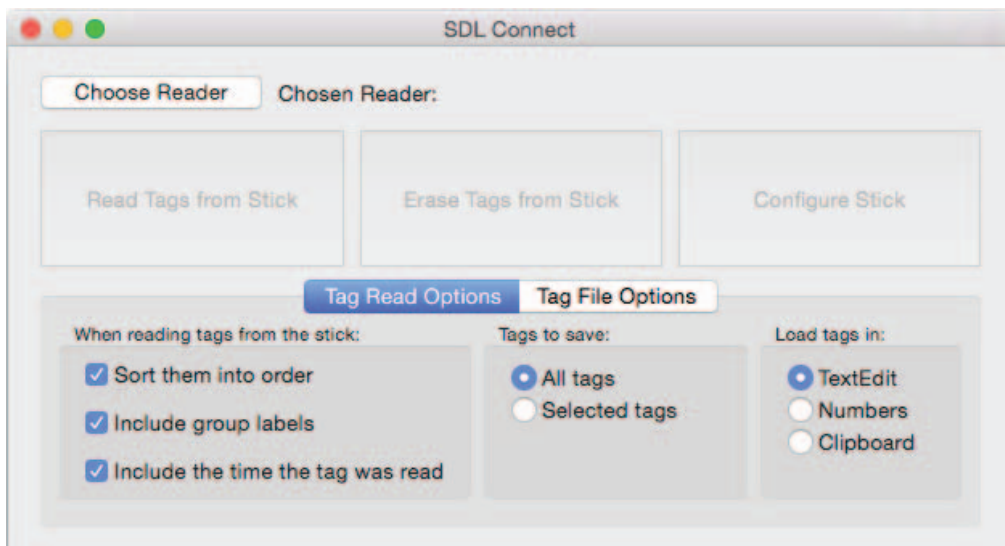 SDL Connect
Choose Reader Chosen Reader:
Read Tags from Stick Erase Tags from Stick Configure Stick
Tag Read Options Tag File Options
When reading tags from the stick: Tags to save: Load tags in:
Sort them into order All tags TextEdit
Include group labels Selected tags Numbers
Clipboard
Include the time the tag was read